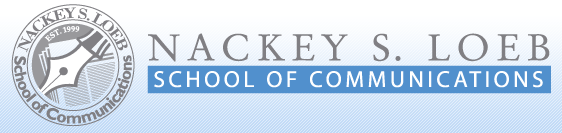 NACKEY S. LOEB
EST. 1999
School of Communications
NACKEY S. LOEB
SCHOOL OF COMMUNICATIONS